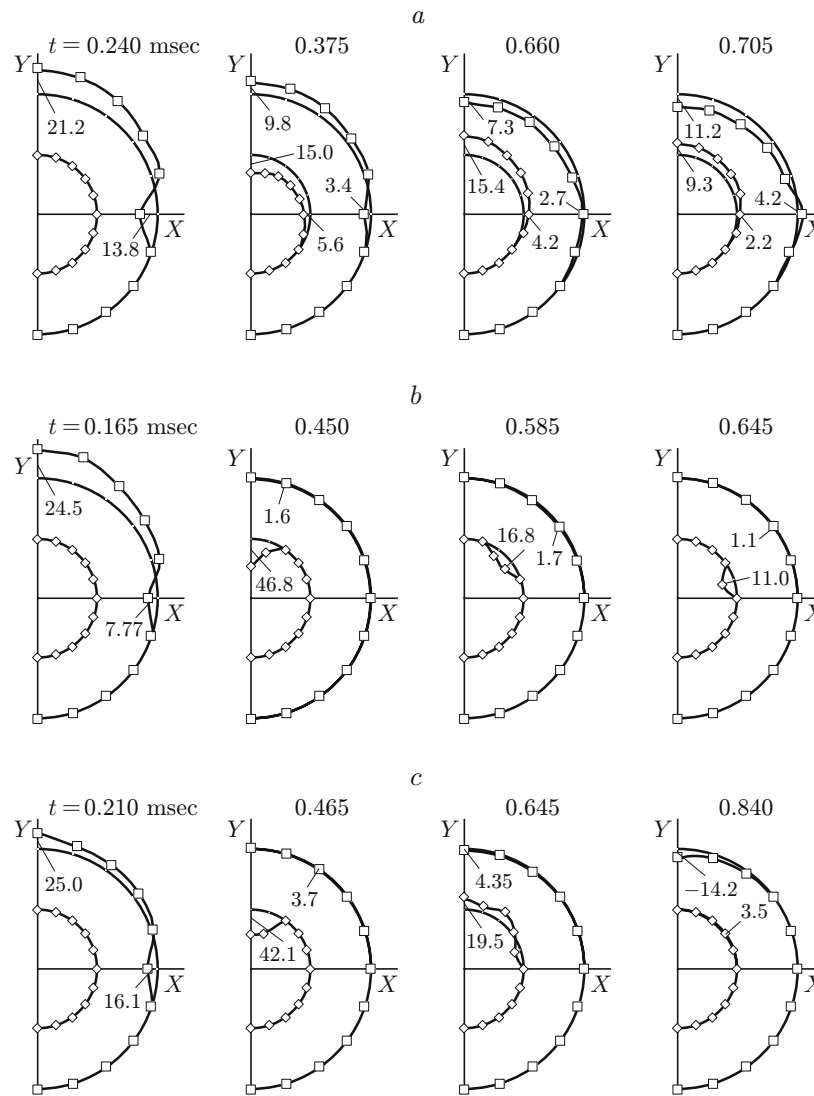 a
t = 0.240 msec 0.375 0.660 0.705
Y Y Y Y
21.2 9.8 7.3 11.2
15.0 15.4 9.3
3.4 2.7 4.2
13.8 X 5.6 X 4.2 X 2.2 X
b
t = 0.165 msec 0.450 0.585 0.645
Y Y Y Y
24.5 1.6 16.8 1.7 1.1
46.8 11.0
7.77 X X X X
c
t = 0.210 msec 0.465 0.645 0.840
Y Y Y Y
25.0 3.7 4.35 −14.2
42.1 19.5 3.5
16.1 X X X X